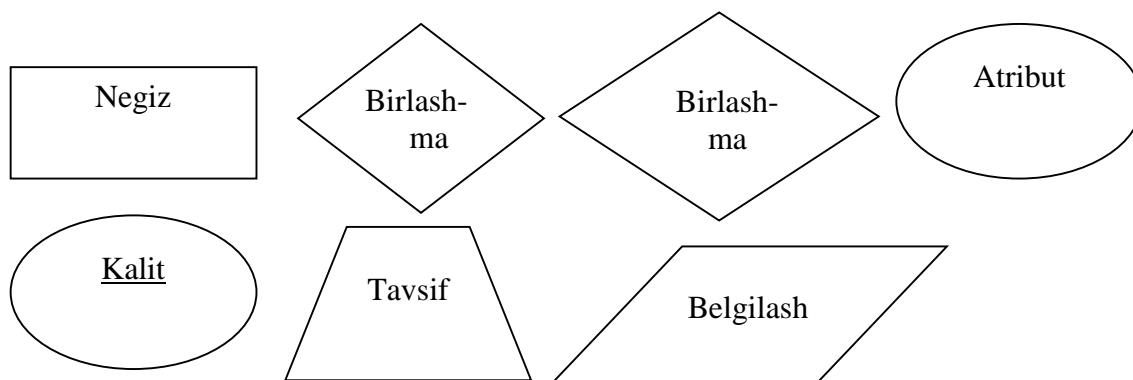 Negiz
Birlash-
ma
Birlash-
ma
Atribut
Kalit
Tavsif
Belgilash